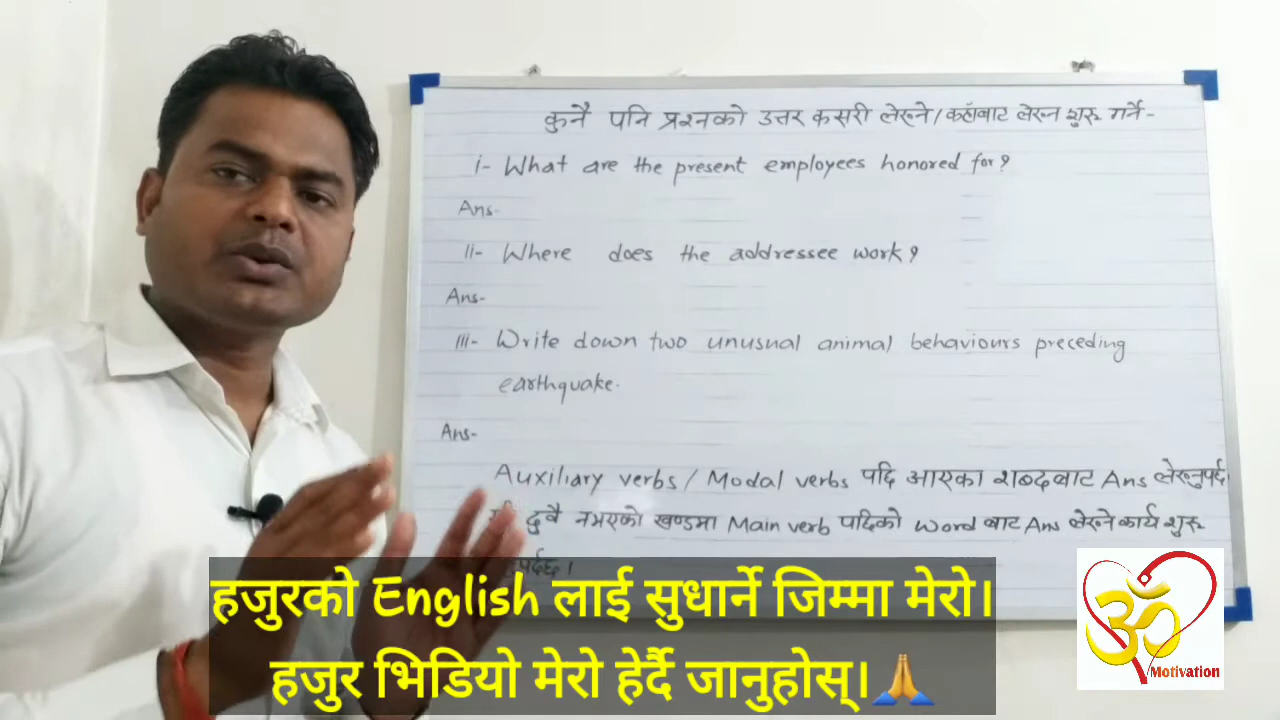 कुनै पनि प्रश्नको उत्तर कसरी लेख्ने/कहाँबाट लेख्न शुरू गर्ने-
i- What are the present employees honored for?
Ans-
ii- Where does the addressee work?
Ans-
iii- Write down two unusual animal behaviours preceding
earthquake.
Ans-
Auxiliary verbs/Modal verbs पछि आएका शब्दबाट Ans लेख्नुपर्दछ
दुवै नभएको खण्डमा Main verb पछिको word बाट Ans लेख्ने कार्य शुरू
हजुरको English लाई सुधार्ने जिम्मा मेरो।
हजुर भिडियो मेरो हेर्दै जानुहोस्।🙏
ॐ
Motivation